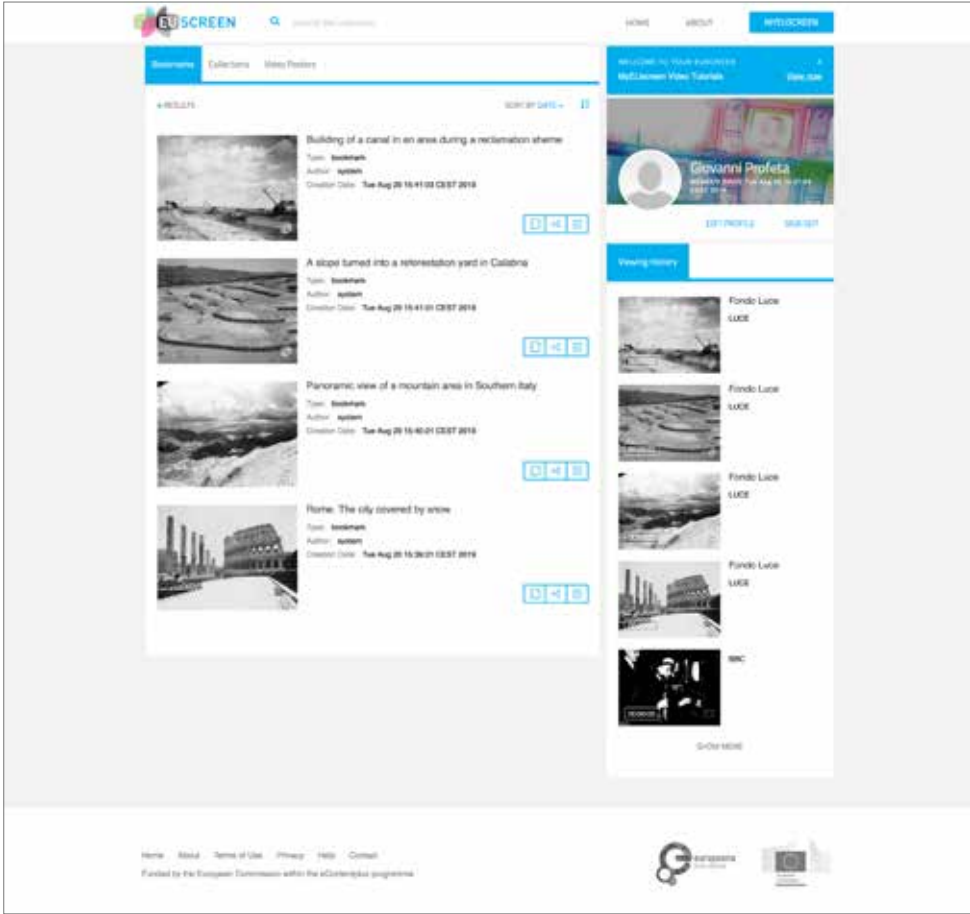 EUSCREEN
HOME
ABOUT
MYEUSCREEN
Bookmarks
Collections
Video Posters
4 RESULTS
SORT BY DATE
Building of a canal in an area during a reclamation sheme
Type: bookmark
Author: system
Creation Date: Tue Aug 20 15:41:03 CEST 2019
A slope turned into a reforestation yard in Calabria
Type: bookmark
Author: system
Creation Date: Tue Aug 20 15:41:01 CEST 2019
Panoramic view of a mountain area in Southern Italy
Type: bookmark
Author: system
Creation Date: Tue Aug 20 15:40:01 CEST 2019
Rome. The city covered by snow
Type: bookmark
Author: system
Creation Date: Tue Aug 20 15:39:01 CEST 2019
WELCOME TO YOUR EUSCREEN
MyEUscreen Video Tutorials
Giovanni Profeta
EDIT PROFILE
SIGN OUT
Viewing History
Fondo Luce
LUCE
Fondo Luce
LUCE
Fondo Luce
LUCE
Fondo Luce
LUCE
SHOW MORE
Home
About
Terms of Use
Privacy
Help
Contact
Funded by the European Commission within the eContentplus programme
europeana